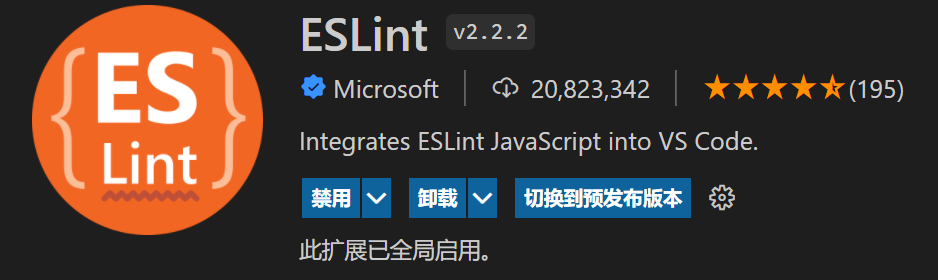 ES
Lint
ESLint v2.2.2
Microsoft 20,823,342 (195)
Integrates ESLint JavaScript into VS Code.
禁用 卸载 切换到预发布版本
此扩展已全局启用。